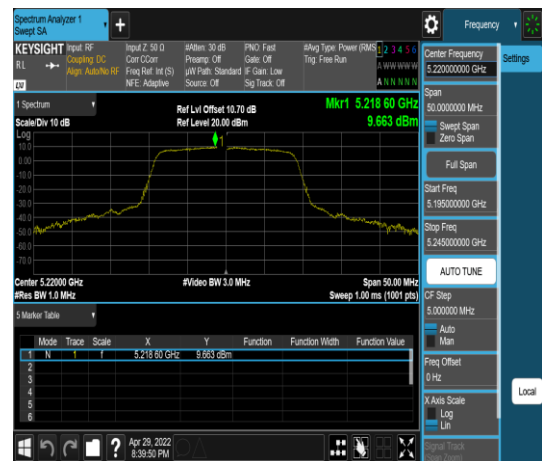 Spectrum Analyzer 1
Swept SA
+
Frequency
KEYSIGHT
RL
LXI
Input: RF
Coupling: DC
Align: Auto/No RF
Input Z: 50 Ω
Corr CCorr
Freq Ref: Int (S)
NFE: Adaptive
#Atten: 30 dB
Preamp: Off
µW Path: Standard
Source: Off
PNO: Fast
Gate: Off
IF Gain: Low
Sig Track: Off
#Avg Type: Power (RMS
Trig: Free Run
1 2 3 4 5 6
A W W W W W
A N N N N N
1 Spectrum
Scale/Div 10 dB
Ref Lvl Offset 10.70 dB
Ref Level 20.00 dBm
Mkr1 5.218 60 GHz
9.663 dBm
Log
10.0
0.00
-10.0
-20.0
-30.0
-40.0
-50.0
-60.0
-70.0
1
Center 5.22000 GHz
#Res BW 1.0 MHz
#Video BW 3.0 MHz
Span 50.00 MHz
Sweep 1.00 ms (1001 pts)
5 Marker Table
Mode Trace Scale X Y Function Function Width Function Value
1 N 1 f 5.218 60 GHz 9.663 dBm
2
3
4
5
6
Apr 29, 2022
8:39:50 PM
Center Frequency
5.220000000 GHz
Span
50.0000000 MHz
Swept Span
Zero Span
Full Span
Start Freq
5.195000000 GHz
Stop Freq
5.245000000 GHz
AUTO TUNE
CF Step
5.000000 MHz
Auto
Man
Freq Offset
0 Hz
X Axis Scale
Log
Lin
Signal Track
(Span Zoom)
Settings
Local